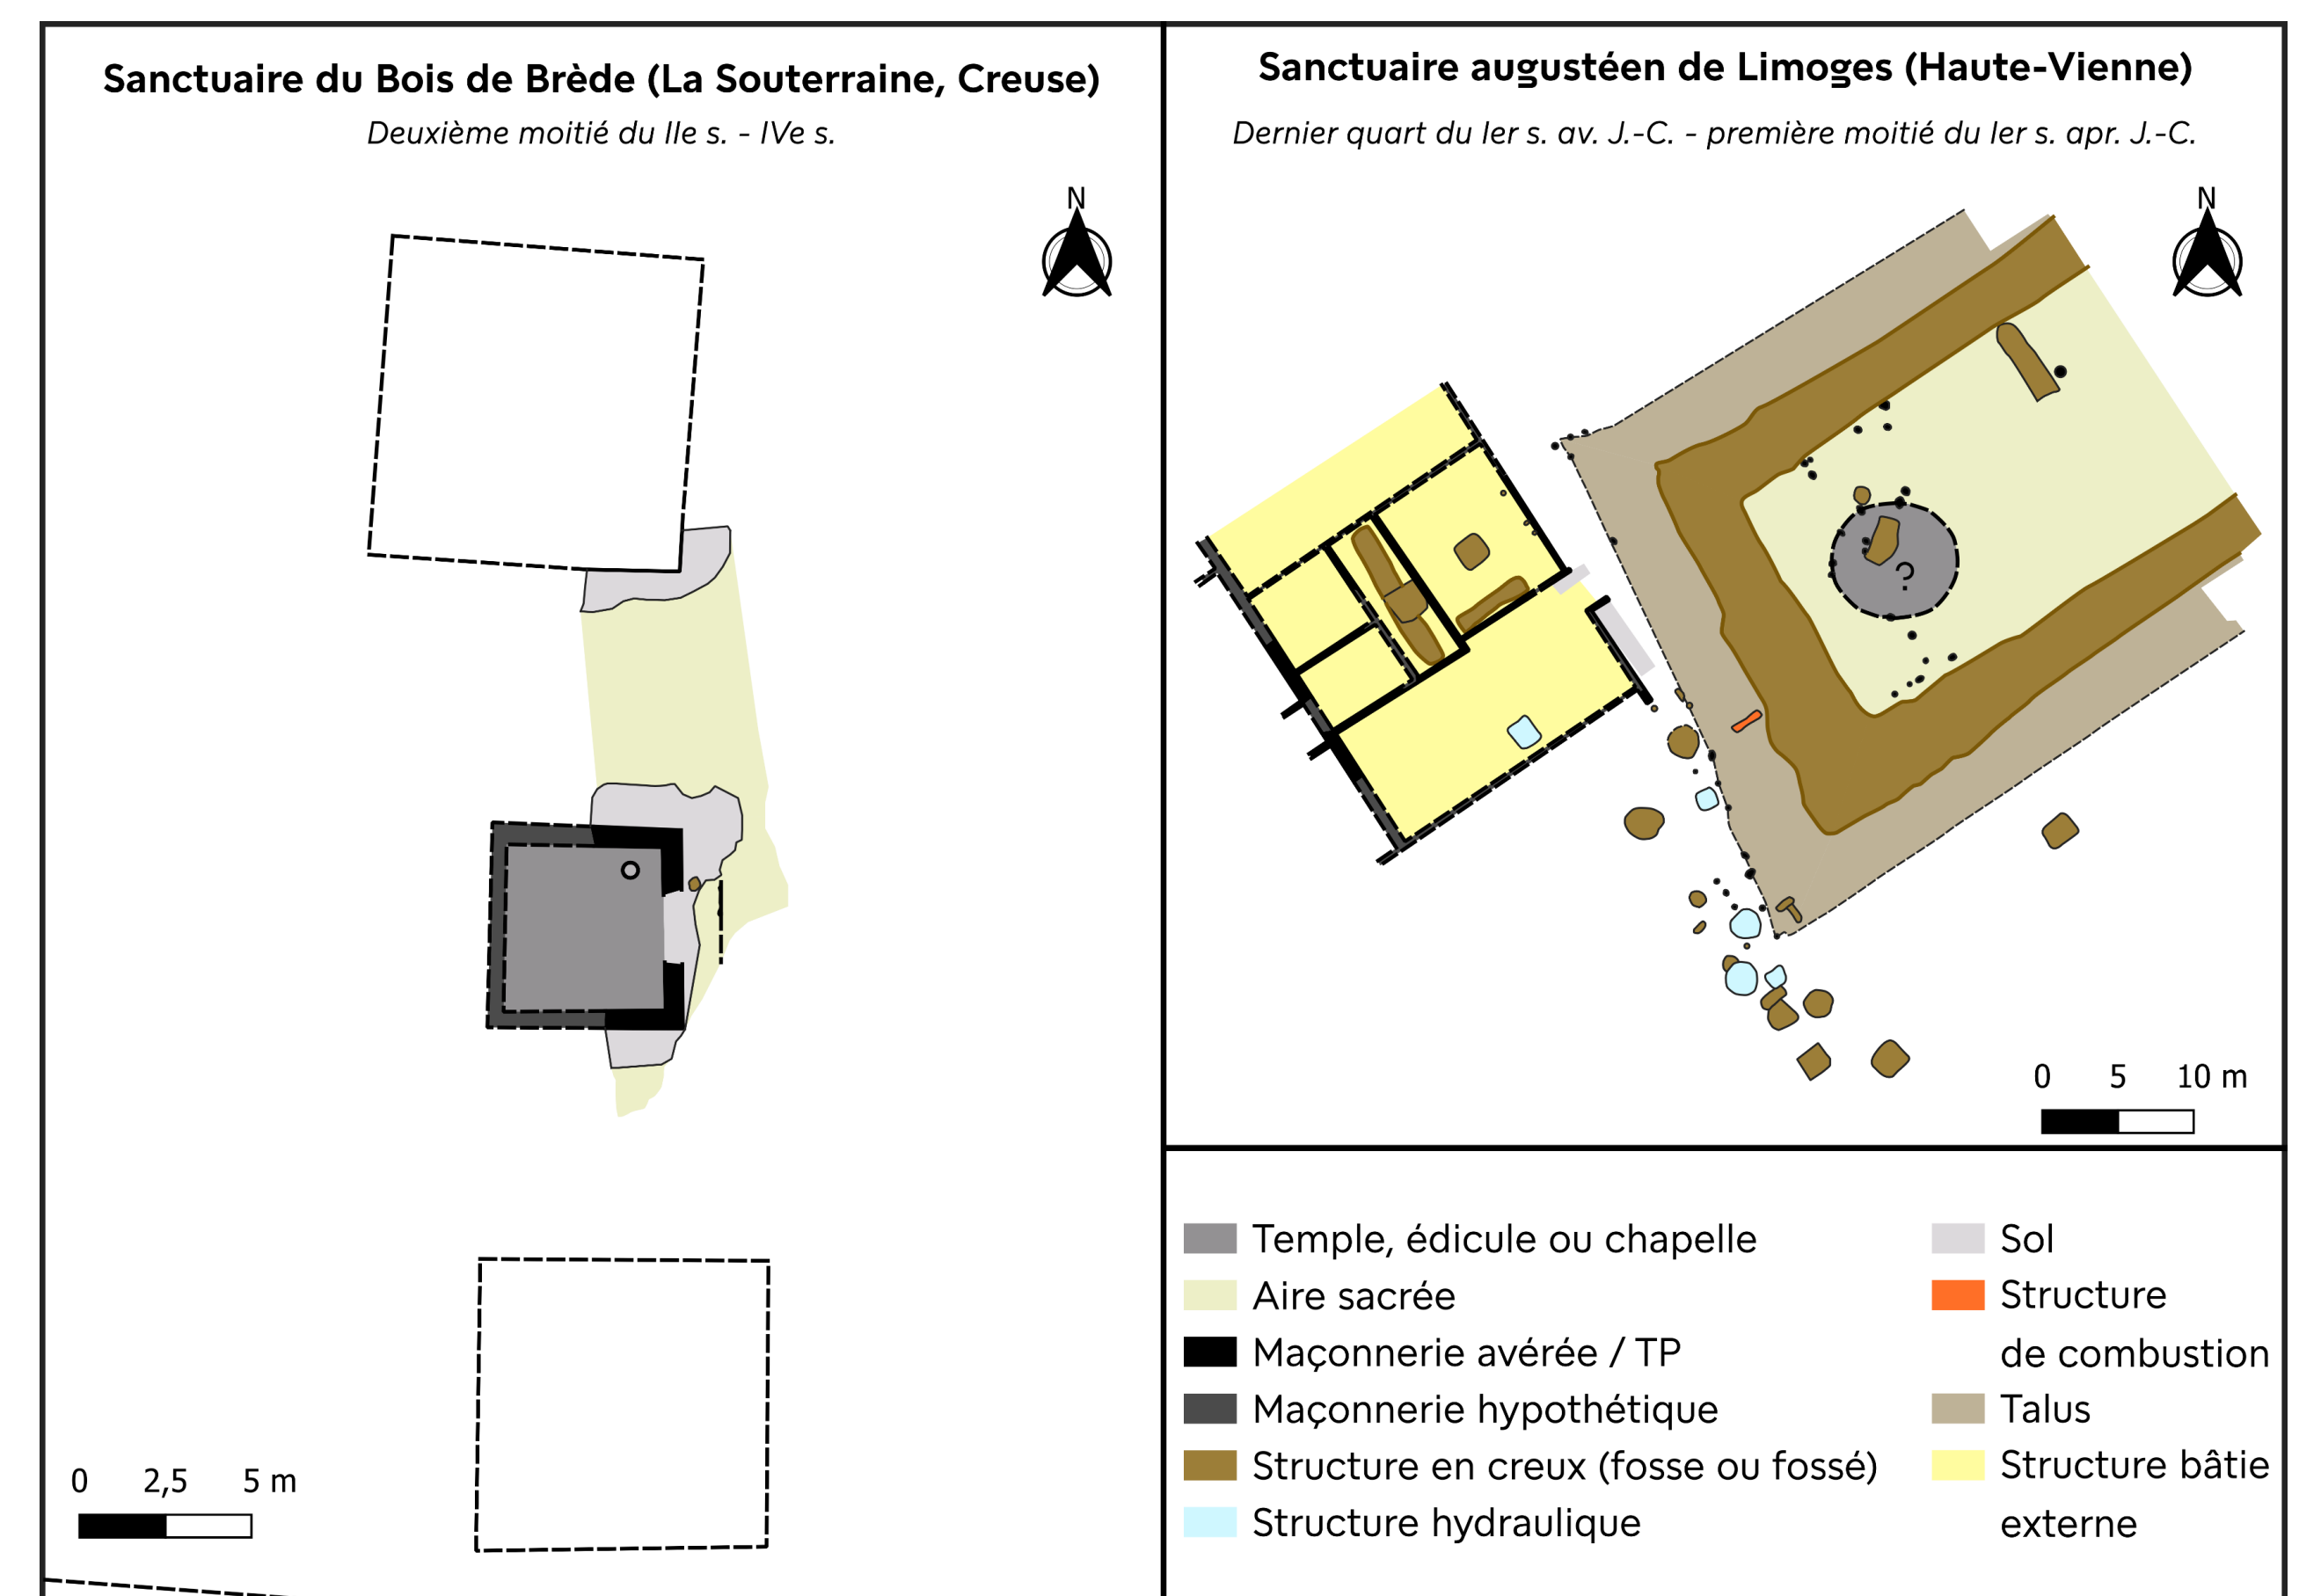 Sanctuaire du Bois de Brède (La Souterraine, Creuse)
Deuxième moitié du IIe s. - IVe s.
N
0 2,5 5 m
Sanctuaire augustéen de Limoges (Haute-Vienne)
Dernier quart du Ier s. av. J.-C. - première moitié du Ier s. apr. J.-C.
N
?
0 5 10 m
Temple, édicule ou chapelle
Aire sacrée
Maçonnerie avérée / TP
Maçonnerie hypothétique
Structure en creux (fosse ou fossé)
Structure hydraulique
Sol
Structure
de combustion
Talus
Structure bâtie
externe